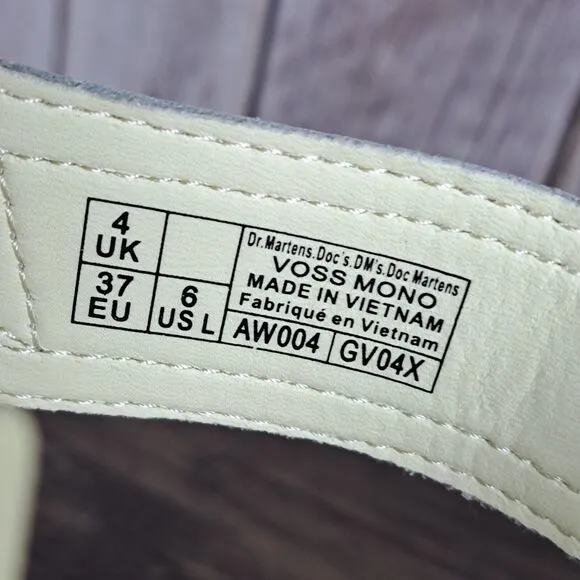 4
UK
37
EU
6
US L
Dr.Martens.Doc's.DM's.Doc Martens
VOSS MONO
MADE IN VIETNAM
Fabriqué en Vietnam
AW004
GV04X